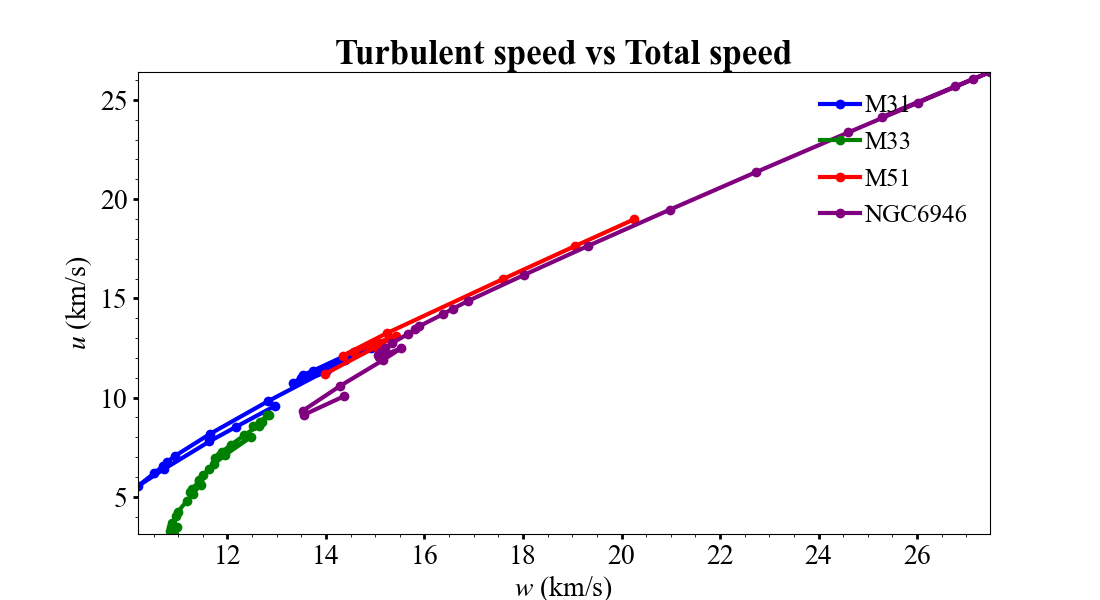 Turbulent speed vs Total speed
25
20
15
10
5
u (km/s)
M31
M33
M51
NGC6946
12 14 16 18 20 22 24 26
w (km/s)